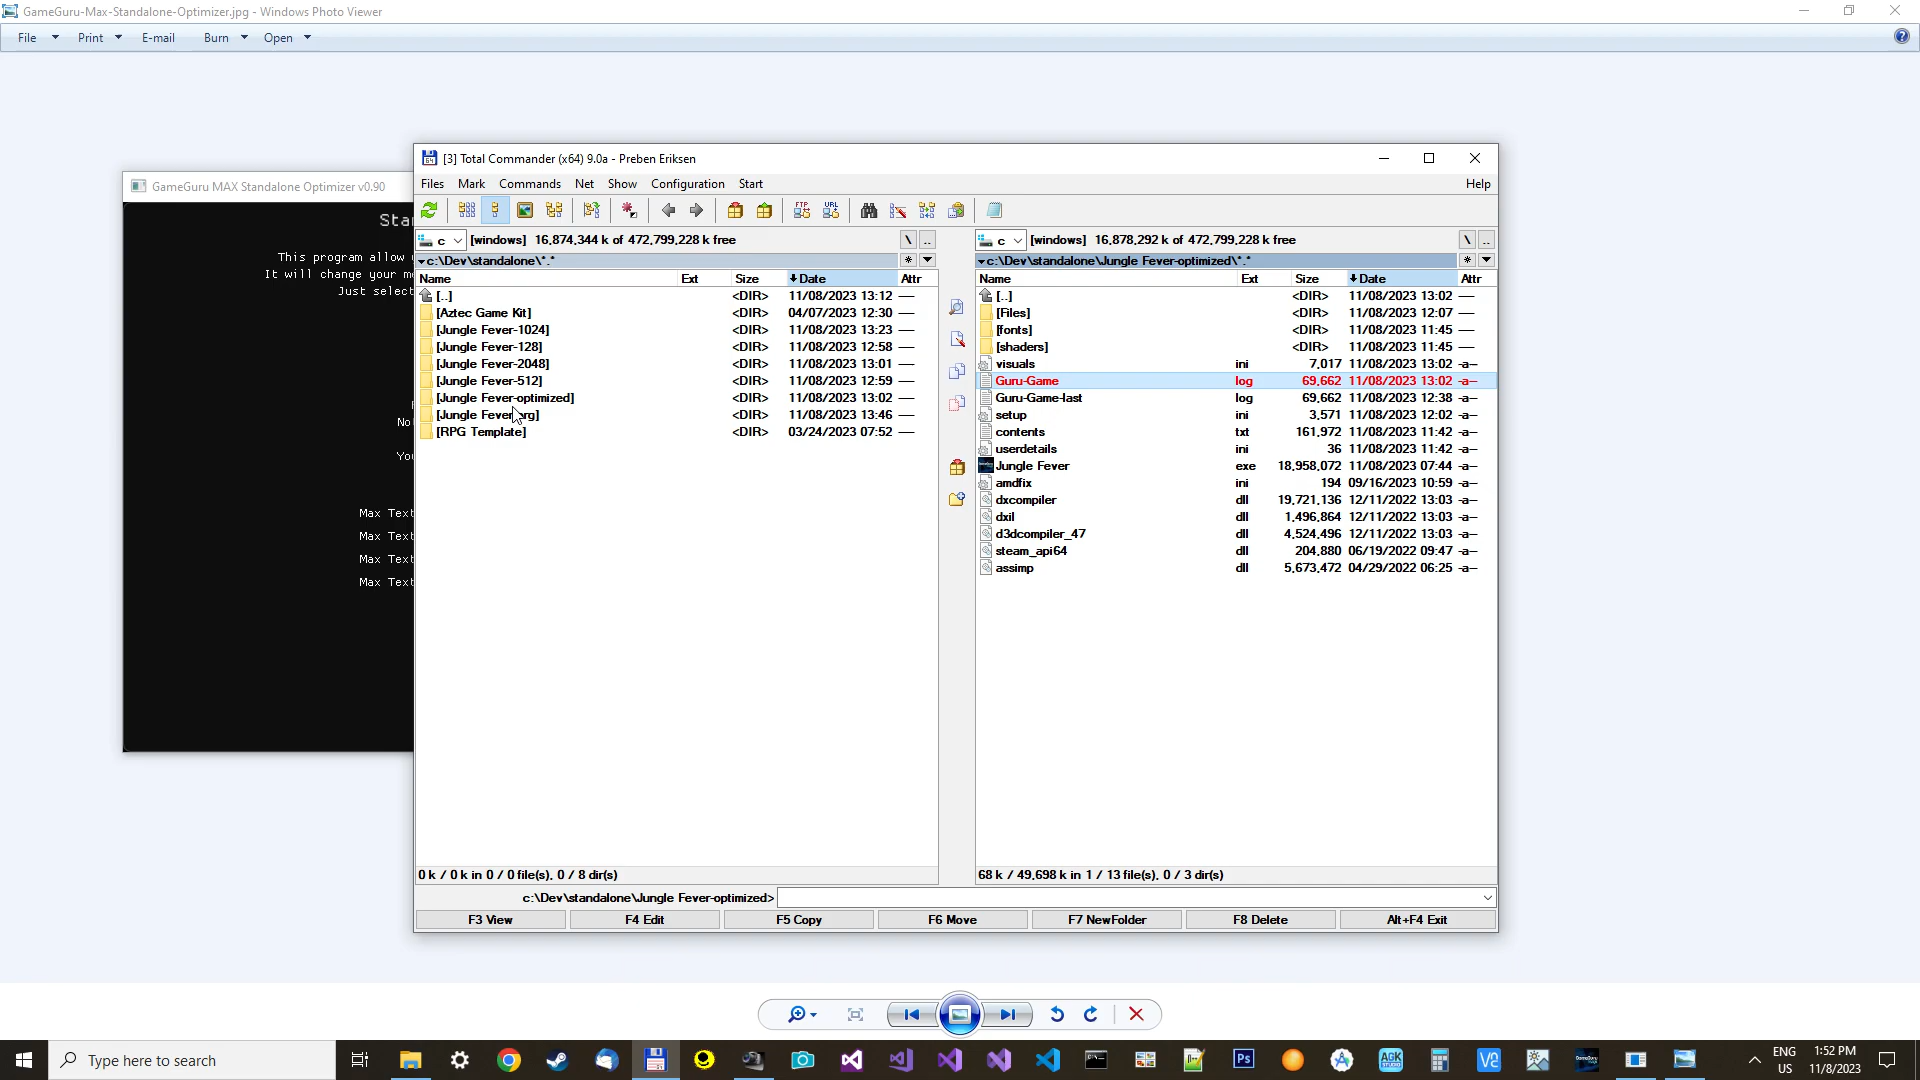 GameGuru-Max-Standalone-Optimizer.jpg - Windows Photo Viewer
File Print E-mail Burn Open
GameGuru MAX Standalone Optimizer v0.90
This program allow
It will change your m
Just selec
No
Yo
Max Text
Max Text
Max Text
Max Text
[3] Total Commander (x64) 9.0a - Preben Eriksen
Files Mark Commands Net Show Configuration Start Help
c [windows] 16,874,344 k of 472,799,228 k free \ ..
c:\Dev\standalone\*.* * 
Name Ext Size Date Attr
[..] <DIR> 11/08/2023 13:12 —
[Aztec Game Kit] <DIR> 04/07/2023 12:30 —
[Jungle Fever-1024] <DIR> 11/08/2023 13:23 —
[Jungle Fever-128] <DIR> 11/08/2023 12:58 —
[Jungle Fever-2048] <DIR> 11/08/2023 13:01 —
[Jungle Fever-512] <DIR> 11/08/2023 12:59 —
[Jungle Fever-optimized] <DIR> 11/08/2023 13:02 —
[Jungle Fever rg] <DIR> 11/08/2023 13:46 —
[RPG Template] <DIR> 03/24/2023 07:52 —
0 k / 0 k in 0 / 0 file(s), 0 / 8 dir(s)
c [windows] 16,878,292 k of 472,799,228 k free \ ..
c:\Dev\standalone\Jungle Fever-optimized\*.* *
Name Ext Size Date Attr
[..] <DIR> 11/08/2023 13:02 —
[Files] <DIR> 11/08/2023 12:07 —
[fonts] <DIR> 11/08/2023 11:45 —
[shaders] <DIR> 11/08/2023 11:45 —
visuals ini 7,017 11/08/2023 13:02 -a--
Guru-Game log 69,662 11/08/2023 13:02 -a--
Guru-Game-last log 69,662 11/08/2023 12:38 -a--
setup ini 3,571 11/08/2023 12:02 -a--
contents txt 161,972 11/08/2023 11:42 -a--
userdetails ini 36 11/08/2023 11:42 -a--
Jungle Fever exe 18,958,072 11/08/2023 07:44 -a--
amdfix ini 194 09/16/2023 10:59 -a--
dxcompiler dll 19,721,136 12/11/2022 13:03 -a--
dxil dll 1,496,864 12/11/2022 13:03 -a--
d3dcompiler_47 dll 4,524,496 12/11/2022 13:03 -a--
steam_api64 dll 204,880 06/19/2022 09:47 -a--
assimp dll 5,673,472 04/29/2022 06:25 -a--
68 k / 49,698 k in 1 / 13 file(s), 0 / 3 dir(s)
c:\Dev\standalone\Jungle Fever-optimized>
F3 View F4 Edit F5 Copy F6 Move F7 NewFolder F8 Delete Alt+F4 Exit
Type here to search
ENG
US
1:52 PM
11/8/2023